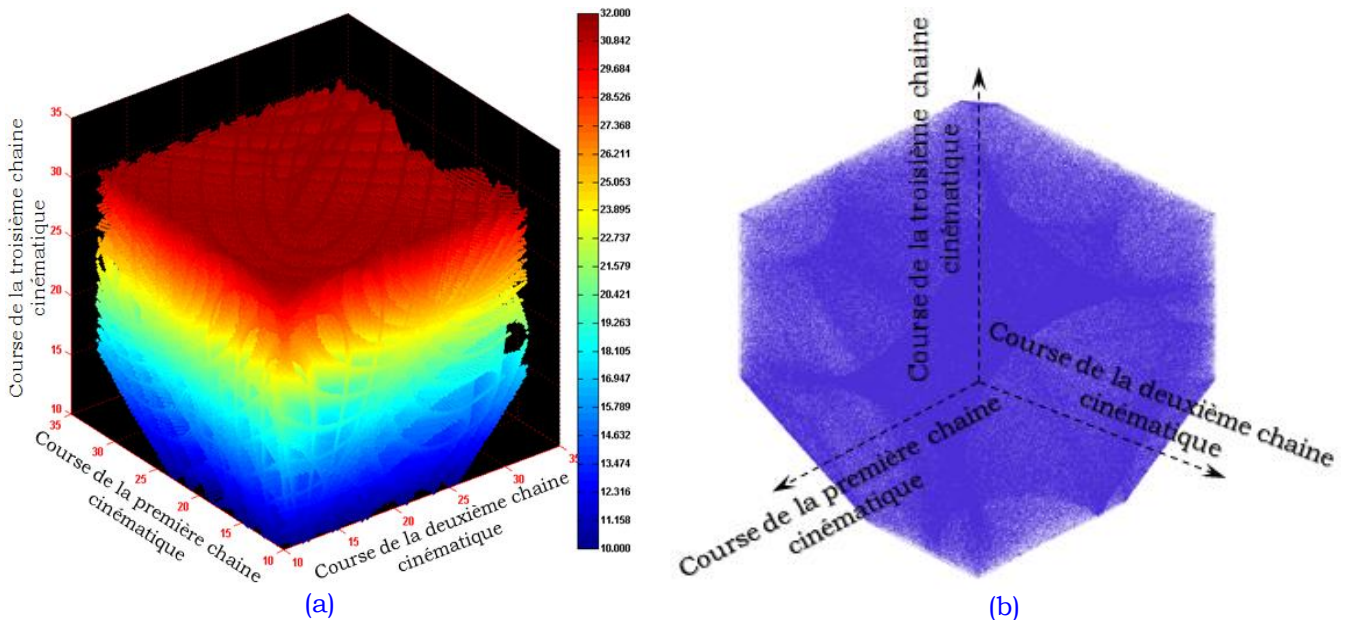 Course de la troisième chaine
cinématique
35
30
25
20
15
10
35
30
25
20
15
10
Course de la première chaine
cinématique
10
15
20
25
30
35
Course de la deuxième chaine
cinématique
32.000
30.842
29.684
28.526
27.368
26.211
25.053
23.895
22.737
21.579
20.421
19.263
18.105
16.947
15.789
14.632
13.474
12.316
11.158
10.000
(a)
Course de la troisième chaine
cinématique
Course de la deuxième chaine
cinématique
Course de la première chaine
cinématique
(b)